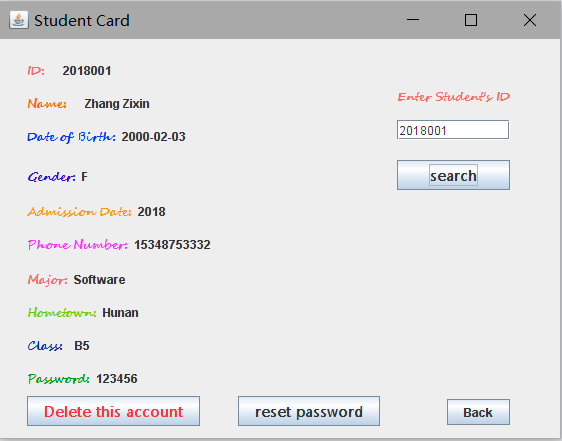 Student Card
ID: 2018001
Name: Zhang Zixin
Date of Birth: 2000-02-03
Gender: F
Admission Date: 2018
Phone Number: 15348753332
Major: Software
Hometown: Hunan
Class: B5
Password: 123456
Enter Student's ID
2018001
search
Delete this account
reset password
Back